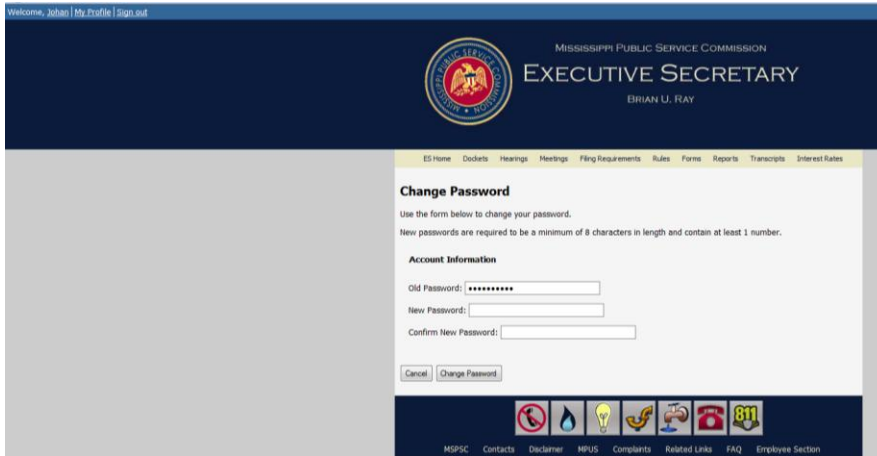 Welcome, Johan | My Profile | Sign out
MISSISSIPPI PUBLIC SERVICE COMMISSION
EXECUTIVE SECRETARY
BRIAN U. RAY
PUBLIC SERVICE COMMISSION
MISSISSIPPI
ES Home Dockets Hearings Meetings Filing Requirements Rules Forms Reports Transcripts Interest Rates
Change Password
Use the form below to change your password.
New passwords are required to be a minimum of 8 characters in length and contain at least 1 number.
Account Information
Old Password: ••••••••••
New Password:
Confirm New Password:
Cancel Change Password
811
MSPSC Contacts Disclaimer MPUS Complaints Related Links FAQ Employee Section